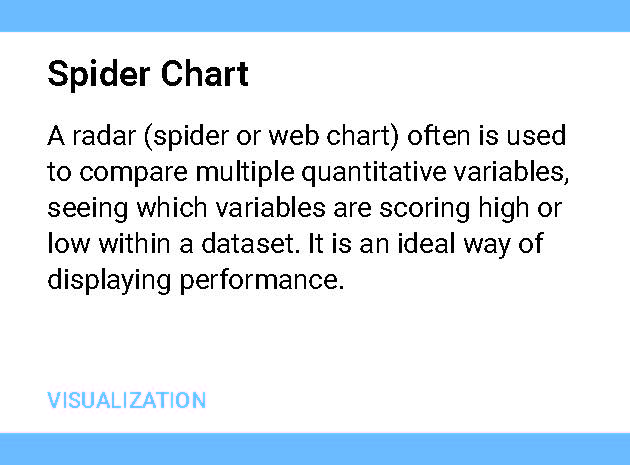 Spider Chart
A radar (spider or web chart) often is used
to compare multiple quantitative variables,
seeing which variables are scoring high or
low within a dataset. It is an ideal way of
displaying performance.
VISUALIZATION